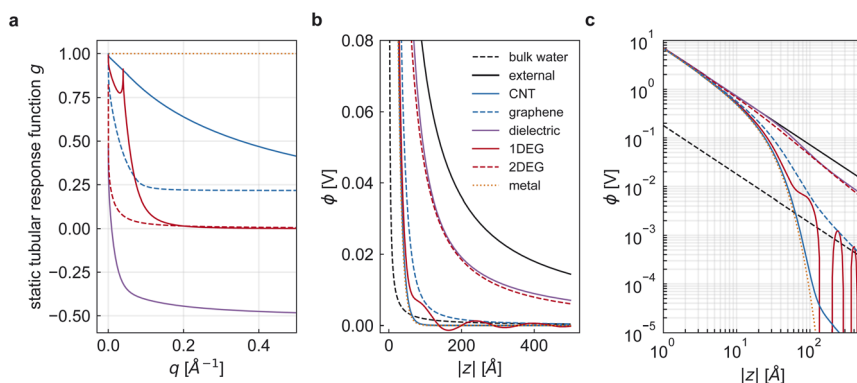 a
static tubular response function g
1.00
0.75
0.50
0.25
0.00
−0.25
−0.50
0.0
0.2
0.4
q [Å⁻¹]
b
ϕ [V]
0.08
0.06
0.04
0.02
0.00
0
200
400
|z| [Å]
bulk water
external
CNT
graphene
dielectric
1DEG
2DEG
metal
c
ϕ [V]
10²
10¹
10⁰
10⁻¹
10⁻²
10⁻³
10⁻⁴
10⁻⁵
10⁰
10¹
10²
|z| [Å]